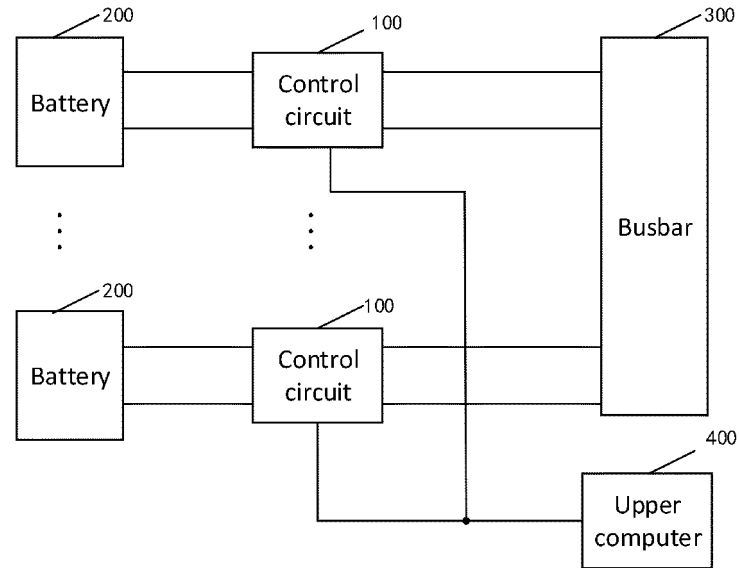 200
100
300
Battery
Control
circuit
Busbar
200
100
Battery
Control
circuit
400
Upper
computer